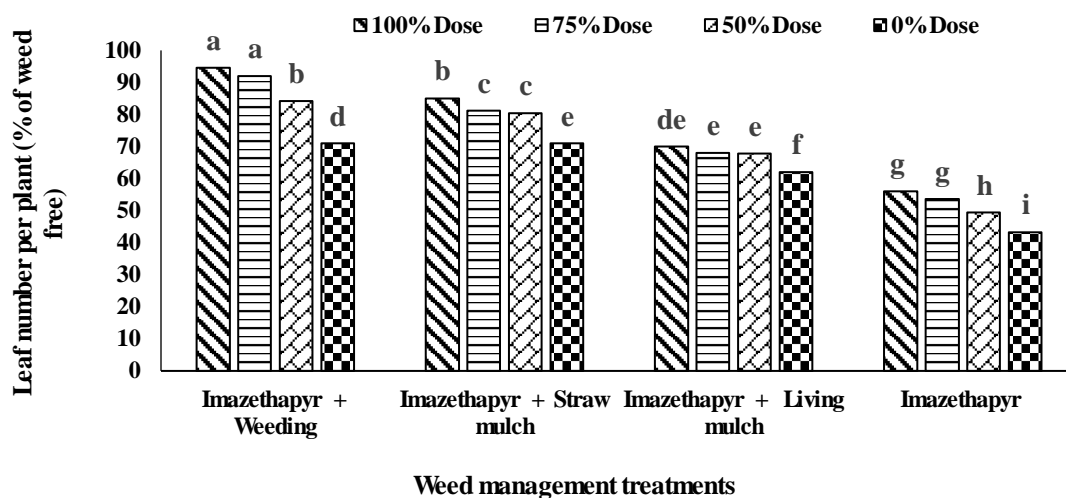 100%Dose 75%Dose 50%Dose 0%Dose
Leaf number per plant (% of weed
free)
100
90
80
70
60
50
40
30
20
10
0
a a b d
b c c e
de e e f
g g h i
Imazethapyr +
Weeding
Imazethapyr + Straw
mulch
Imazethapyr + Living
mulch
Imazethapyr
Weed management treatments